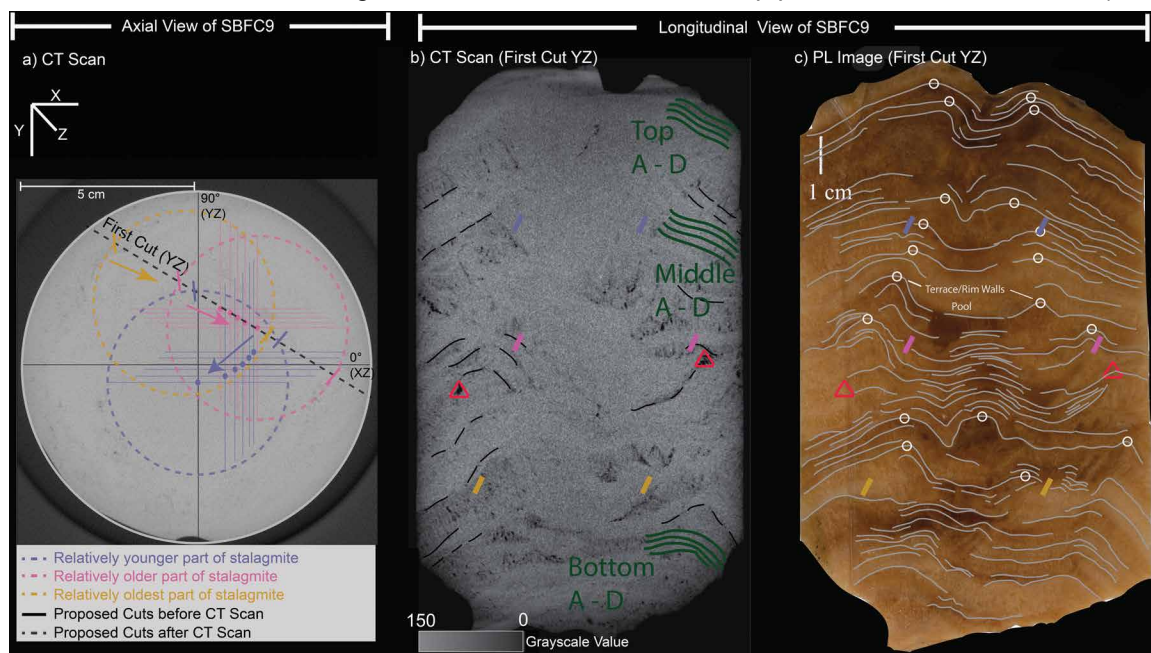 Axial View of SBFC9
Longitudinal View of SBFC9
a) CT Scan
b) CT Scan (First Cut YZ)
c) PL Image (First Cut YZ)
X
Y
Z
5 cm
90°
(YZ)
First Cut (YZ)
0°
(XZ)
Relatively younger part of stalagmite
Relatively older part of stalagmite
Relatively oldest part of stalagmite
Proposed Cuts before CT Scan
Proposed Cuts after CT Scan
Top
A - D
Middle
A - D
Bottom
A - D
150
0
Grayscale Value
1 cm
Terrace/Rim Walls
Pool